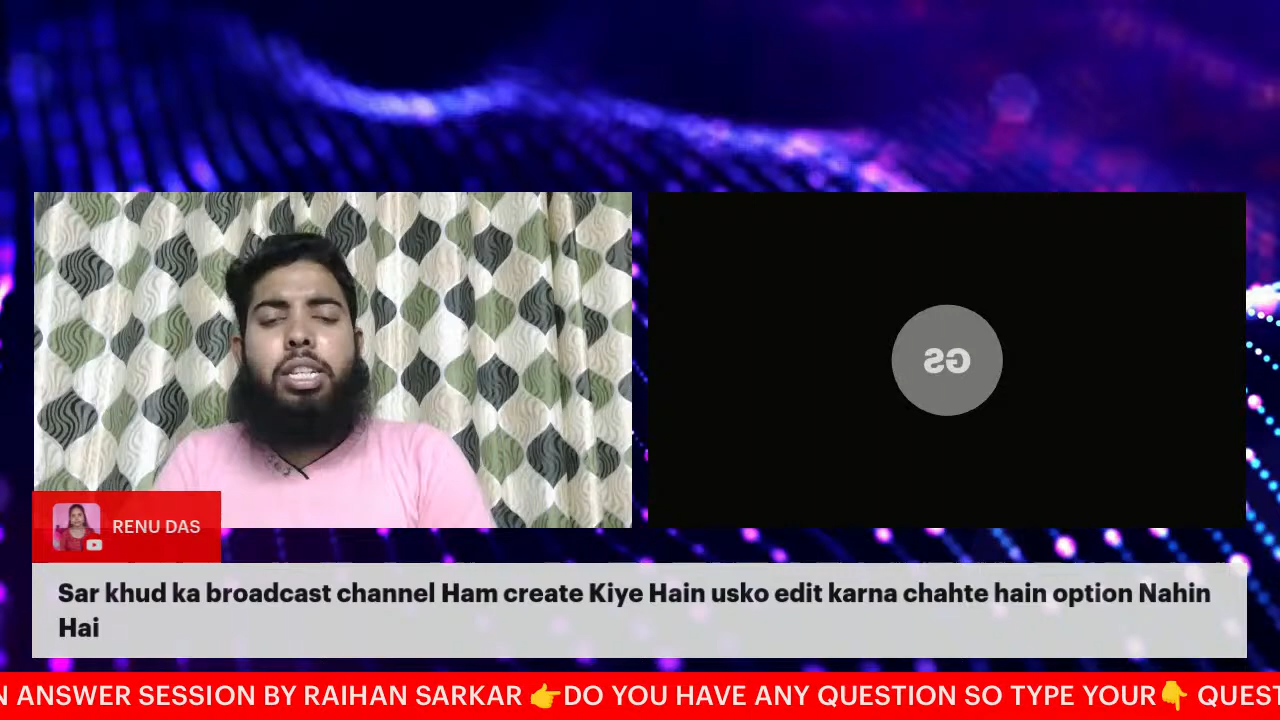 GS
RENU DAS
Sar khud ka broadcast channel Ham create Kiye Hain usko edit karna chahte hain option Nahin
Hai
N ANSWER SESSION BY RAIHAN SARKAR 👉DO YOU HAVE ANY QUESTION SO TYPE YOUR👇 QUEST